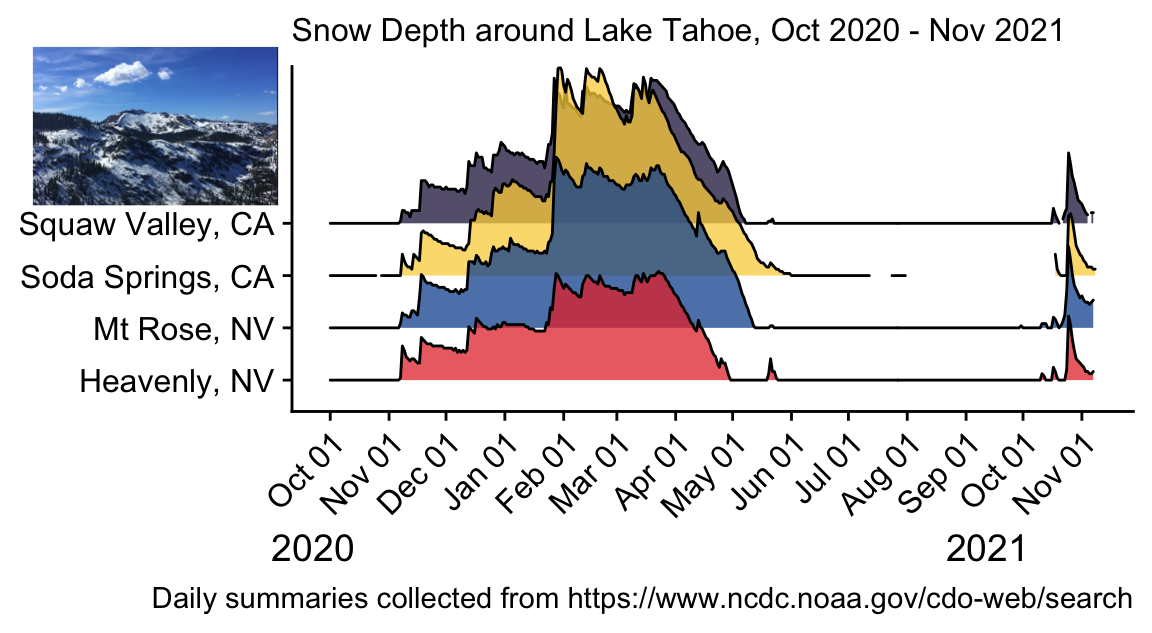 Snow Depth around Lake Tahoe, Oct 2020 - Nov 2021
Squaw Valley, CA
Soda Springs, CA
Mt Rose, NV
Heavenly, NV
Oct 01
Nov 01
Dec 01
Jan 01
Feb 01
Mar 01
Apr 01
May 01
Jun 01
Jul 01
Aug 01
Sep 01
Oct 01
Nov 01
2020
2021
Daily summaries collected from https://www.ncdc.noaa.gov/cdo-web/search